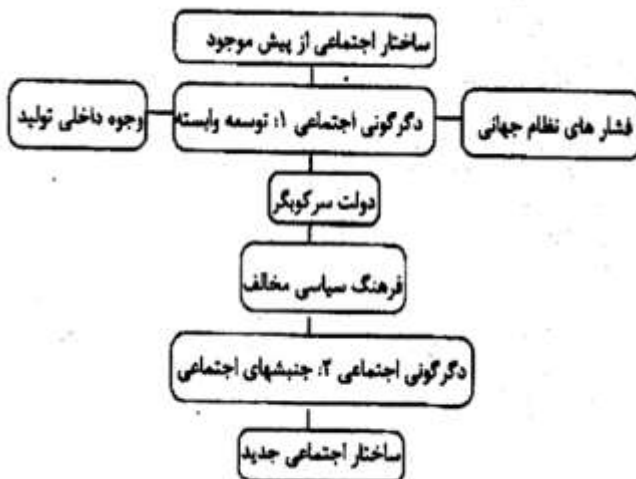 ساختار اجتماعی از پیش موجود
فشار های نظام جهانی
دگرگونی اجتماعی ۱: توسعه وابسته
وجوه داخلی تولید
دولت سرکوبگر
فرهنگ سیاسی مخالف
دگرگونی اجتماعی ۲: جنبشهای اجتماعی
ساختار اجتماعی جدید